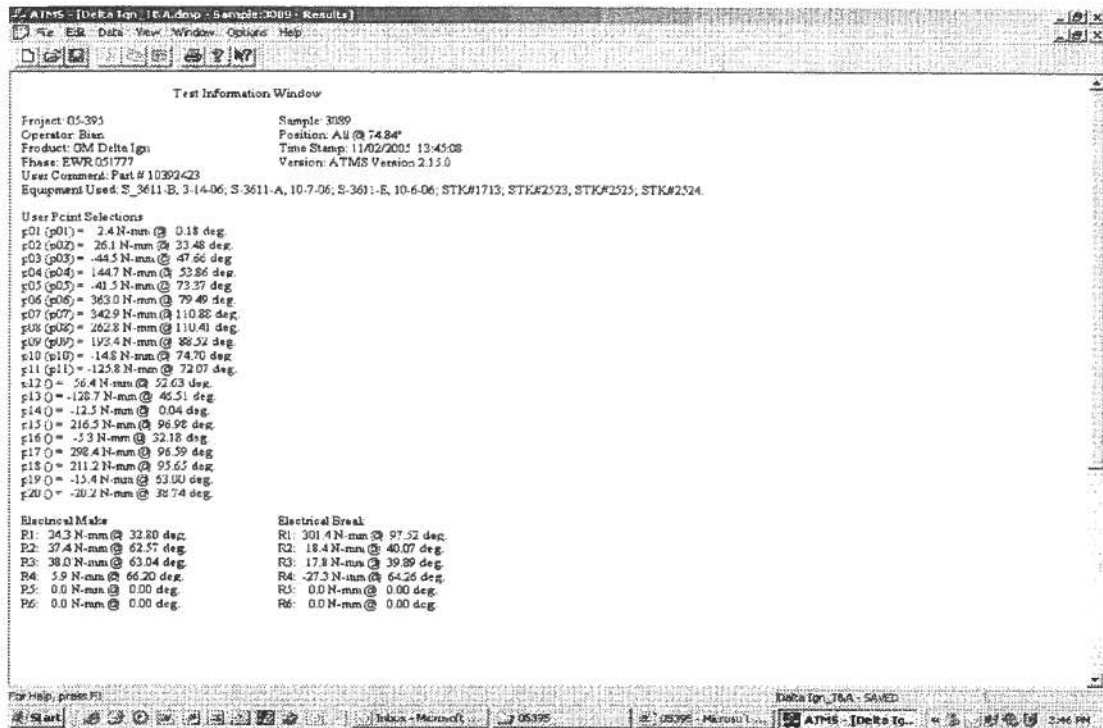 ATMS - [Delta Ign_T&A.dmp - Sample:3089 - Results]
File Edit Data View Window Options Help
Test Information Window
Project: 05-395
Sample: 3089
Operator: Bian
Position: All @ 74.84°
Product: GM Delta Ign
Time Stamp: 11/02/2005 13:45:08
Phase: EWR 051777
Version: ATMS Version 2.15.0
User Comment: Part # 10392423
Equipment Used: S_3611-B, 3-14-06; S-3611-A, 10-7-06; S-3611-E, 10-6-06; STK#1713; STK#2523, STK#2525; STK#2524.
User Point Selections
p01 (p01) = 2.4 N-mm @ 0.18 deg.
p02 (p02) = 26.1 N-mm @ 33.48 deg.
p03 (p03) = -44.5 N-mm @ 47.66 deg.
p04 (p04) = 144.7 N-mm @ 53.86 deg.
p05 (p05) = -41.5 N-mm @ 73.37 deg.
p06 (p06) = 363.0 N-mm @ 79.49 deg.
p07 (p07) = 342.9 N-mm @ 110.88 deg.
p08 (p08) = 262.8 N-mm @ 110.41 deg.
p09 (p09) = 193.4 N-mm @ 88.52 deg.
p10 (p10) = -14.8 N-mm @ 74.70 deg.
p11 (p11) = -125.8 N-mm @ 72.07 deg.
p12 () = 56.4 N-mm @ 52.63 deg.
p13 () = -128.7 N-mm @ 46.51 deg.
p14 () = -12.5 N-mm @ 0.04 deg.
p15 () = 216.5 N-mm @ 96.98 deg.
p16 () = -5.3 N-mm @ 32.18 deg.
p17 () = 298.4 N-mm @ 96.59 deg.
p18 () = 211.2 N-mm @ 95.65 deg.
p19 () = -15.4 N-mm @ 63.00 deg.
p20 () = -20.2 N-mm @ 38.74 deg.
Electrical Make
Electrical Break
R1: 24.3 N-mm @ 32.80 deg.
R1: 301.4 N-mm @ 97.52 deg.
R2: 37.4 N-mm @ 62.57 deg.
R2: 18.4 N-mm @ 40.07 deg.
R3: 38.0 N-mm @ 63.04 deg.
R3: 17.8 N-mm @ 39.89 deg.
R4: 5.9 N-mm @ 66.20 deg.
R4: -27.3 N-mm @ 64.26 deg.
R5: 0.0 N-mm @ 0.00 deg.
R5: 0.0 N-mm @ 0.00 deg.
R6: 0.0 N-mm @ 0.00 deg.
R6: 0.0 N-mm @ 0.00 deg.
For Help, press F1
Delta Ign_T&A - SAVED
Start
Inbox - Microsoft
05395
05395 - Microsoft ...
ATMS - [Delta Ig...
2:46 PM